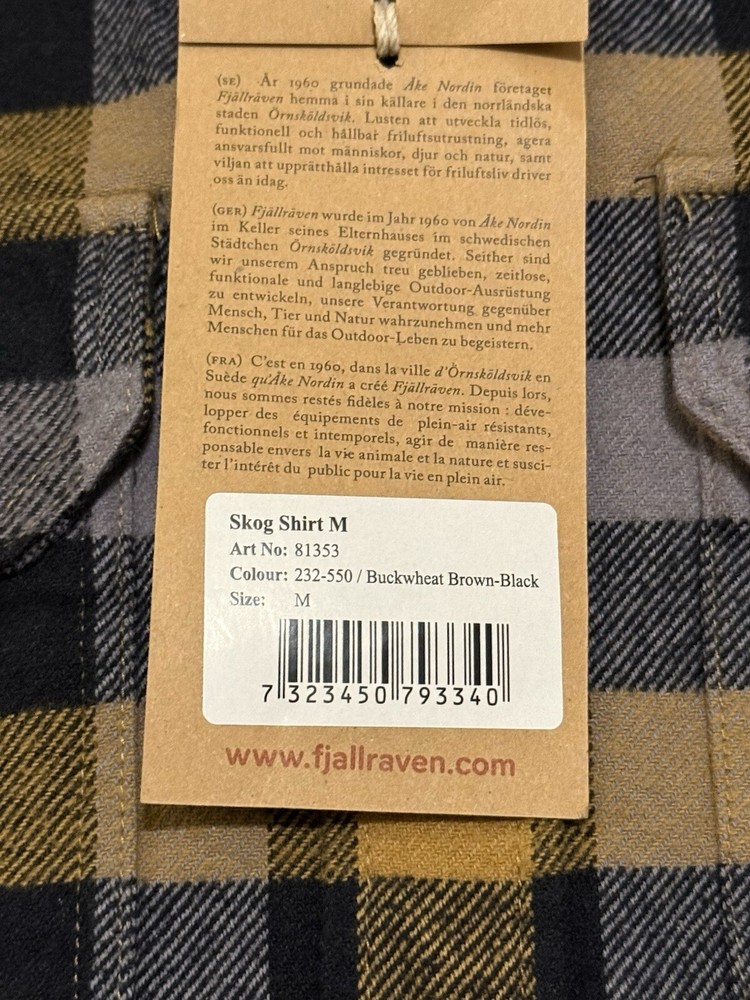 (SE) År 1960 grundade Åke Nordin företaget
Fjällräven hemma i sin källare i den norrländska
staden Örnsköldsvik. Lusten att utveckla tidlös,
funktionell och hållbar friluftsutrustning, agera
ansvarsfullt mot människor, djur och natur, samt
viljan att upprätthålla intresset för friluftsliv driver
oss än idag.
(GER) Fjällräven wurde im Jahr 1960 von Åke Nordin
im Keller seines Elternhauses im schwedischen
Städtchen Örnsköldsvik gegründet. Seither sind
wir unserem Anspruch treu geblieben, zeitlose,
funktionale und langlebige Outdoor-Ausrüstung
zu entwickeln, unsere Verantwortung gegenüber
Mensch, Tier und Natur wahrzunehmen und mehr
Menschen für das Outdoor-Leben zu begeistern.
(FRA) C'est en 1960, dans la ville d'Örnsköldsvik en
Suède qu'Åke Nordin a créé Fjällräven. Depuis lors,
nous sommes restés fidèles à notre mission : déve-
lopper des équipements de plein-air résistants,
fonctionnels et intemporels, agir de manière res-
ponsable envers la vie animale et la nature et susci-
ter l'intérêt du public pour la vie en plein air.
Skog Shirt M
Art No: 81353
Colour: 232-550 / Buckwheat Brown-Black
Size: M
7 323450 793340
www.fjallraven.com